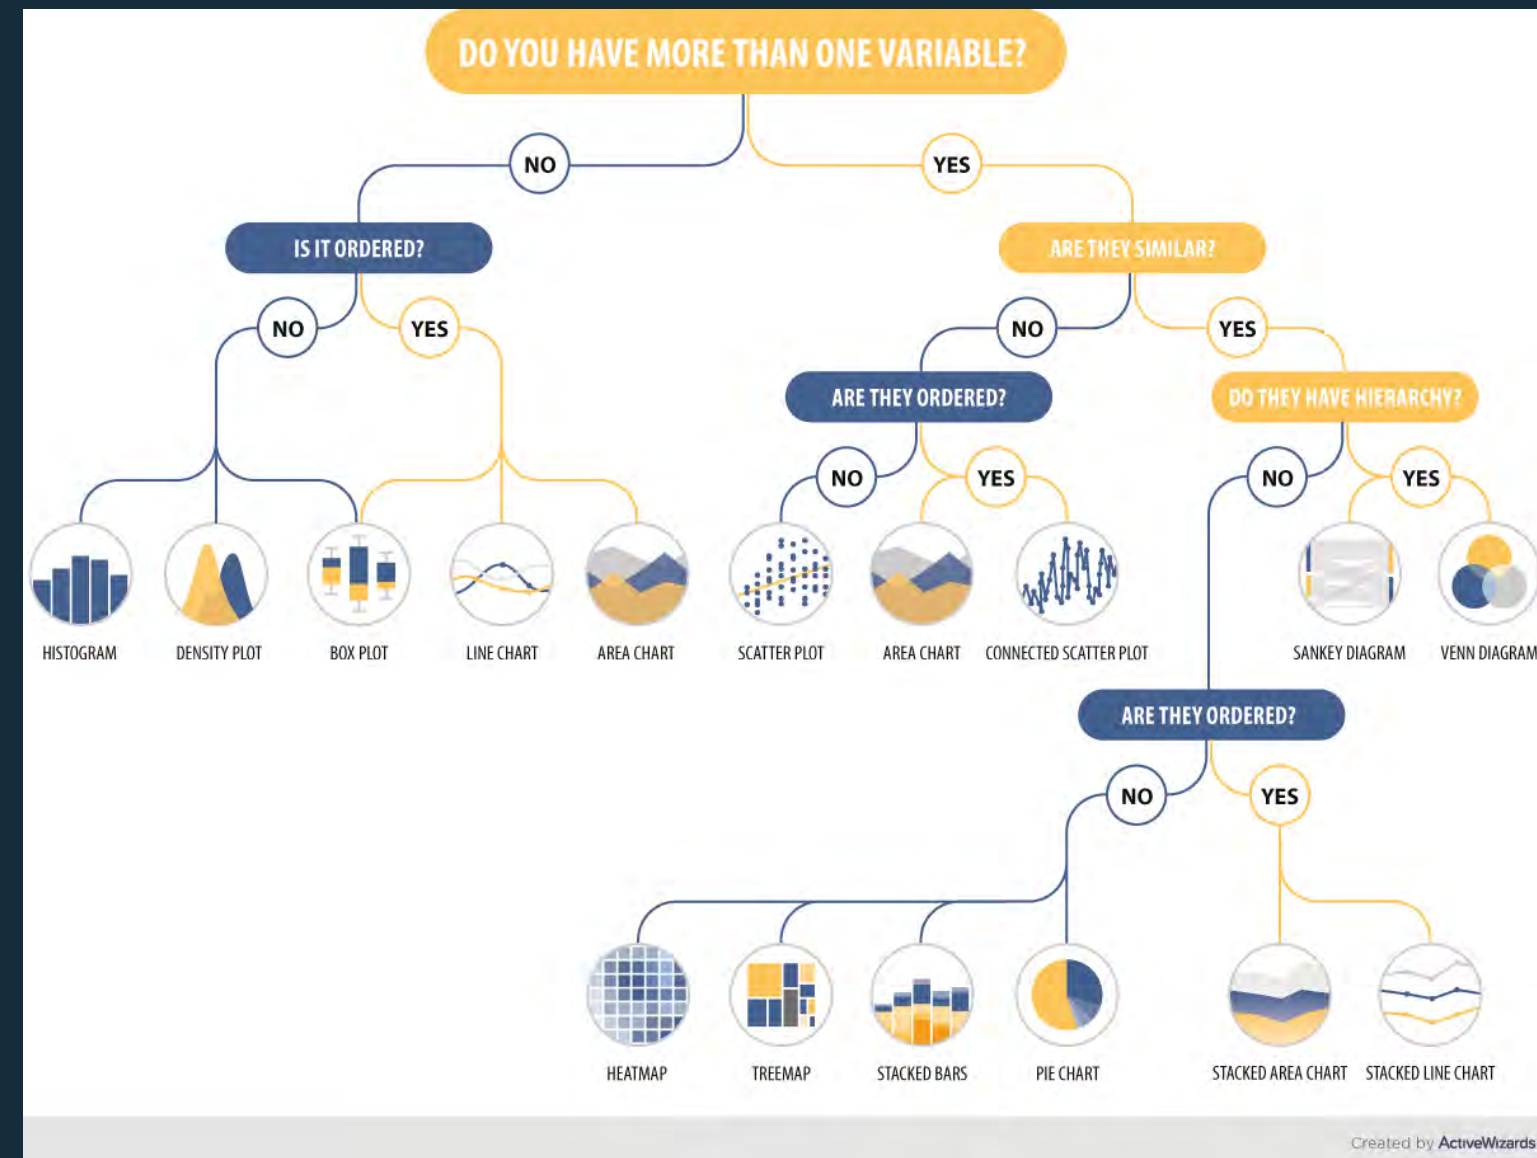 DO YOU HAVE MORE THAN ONE VARIABLE?
NO
YES
IS IT ORDERED?
ARE THEY SIMILAR?
NO
YES
NO
YES
ARE THEY ORDERED?
DO THEY HAVE HIERARCHY?
NO
YES
NO
YES
HISTOGRAM
DENSITY PLOT
BOX PLOT
LINE CHART
AREA CHART
SCATTER PLOT
AREA CHART
CONNECTED SCATTER PLOT
SANKEY DIAGRAM
VENN DIAGRAM
ARE THEY ORDERED?
NO
YES
HEATMAP
TREEMAP
STACKED BARS
PIE CHART
STACKED AREA CHART
STACKED LINE CHART
Created by ActiveWizards